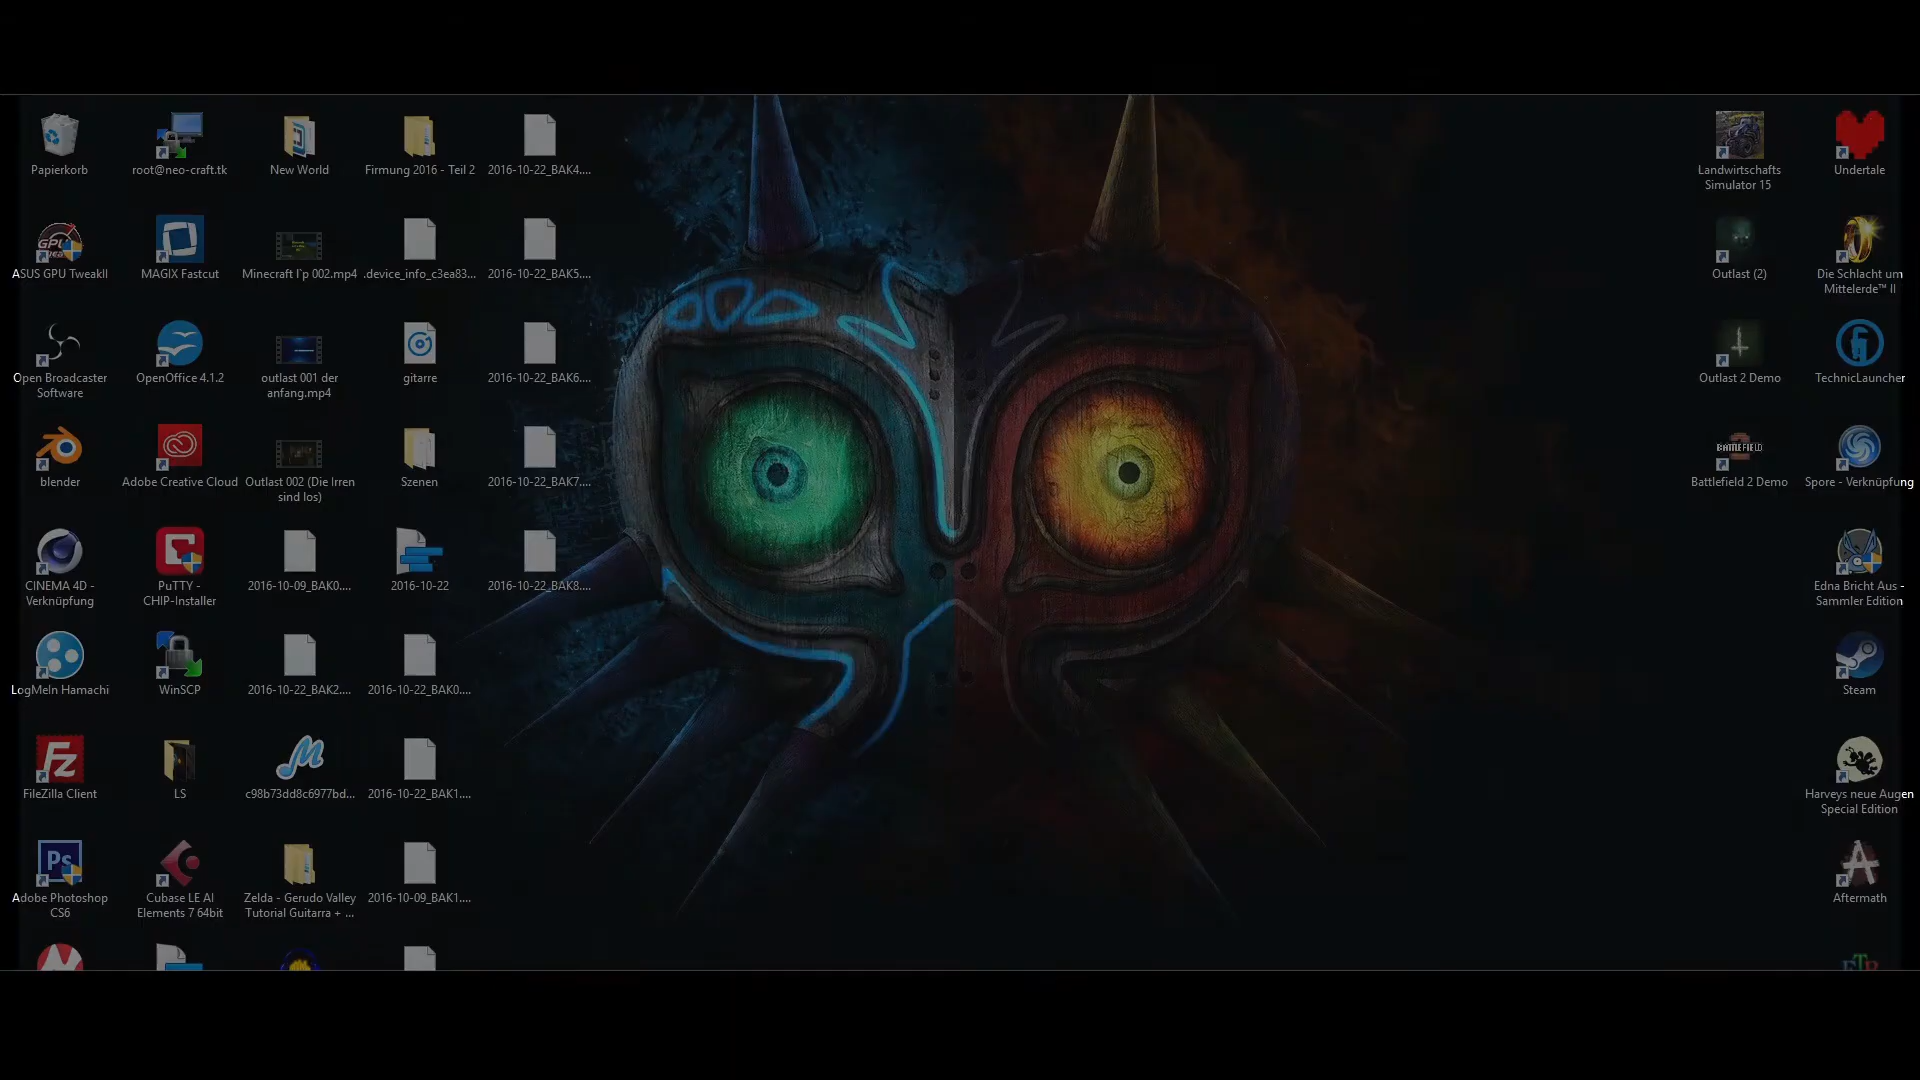 Papierkorb
root@neo-craft.tk
New World
Firmung 2016 - Teil 2
2016-10-22_BAK4....
Landwirtschafts
Simulator 15
Undertale
ASUS GPU TweakII
MAGIX Fastcut
.device_info_c3ea83...
2016-10-22_BAK5....
Outlast (2)
Die Schlacht um
Mittelerde™ II
Open Broadcaster
Software
OpenOffice 4.1.2
outlast 001 der
anfang.mp4
gitarre
2016-10-22_BAK6....
Outlast 2 Demo
TechnicLauncher
blender
Adobe Creative Cloud
Outlast 002 (Die Irren
sind los)
Szenen
2016-10-22_BAK7....
BATTLEFIELD
2
Battlefield 2 Demo
Spore - Verknüpfung
CINEMA 4D -
Verknüpfung
PuTTY -
CHIP-Installer
2016-10-09_BAK0....
2016-10-22
2016-10-22_BAK8....
Edna Bricht Aus -
Sammler Edition
LogMeIn Hamachi
WinSCP
2016-10-22_BAK2....
2016-10-22_BAK0....
Steam
Fz
FileZilla Client
LS
c98b73dd8c6977bd...
2016-10-22_BAK1....
Harveys neue Augen
Special Edition
Ps
Adobe Photoshop
CS6
Cubase LE AI
Elements 7 64bit
Zelda - Gerudo Valley
Tutorial Guitarra + ...
2016-10-09_BAK1....
Aftermath